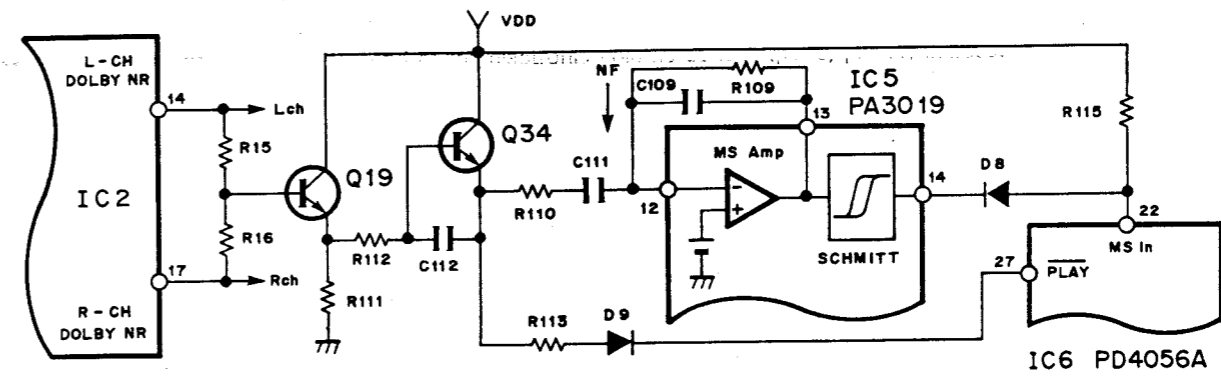 VDD
L-CH
DOLBY NR
14
Lch
R15
IC2
R16
17
Rch
R-CH
DOLBY NR
Q19
R111
R112
C112
Q34
R110
C111
NF
C109
R109
IC5
PA3019
13
MS Amp
12
SCHMITT
14
D8
R115
22
MS In
27
PLAY
R113
D9
IC6 PD4056A